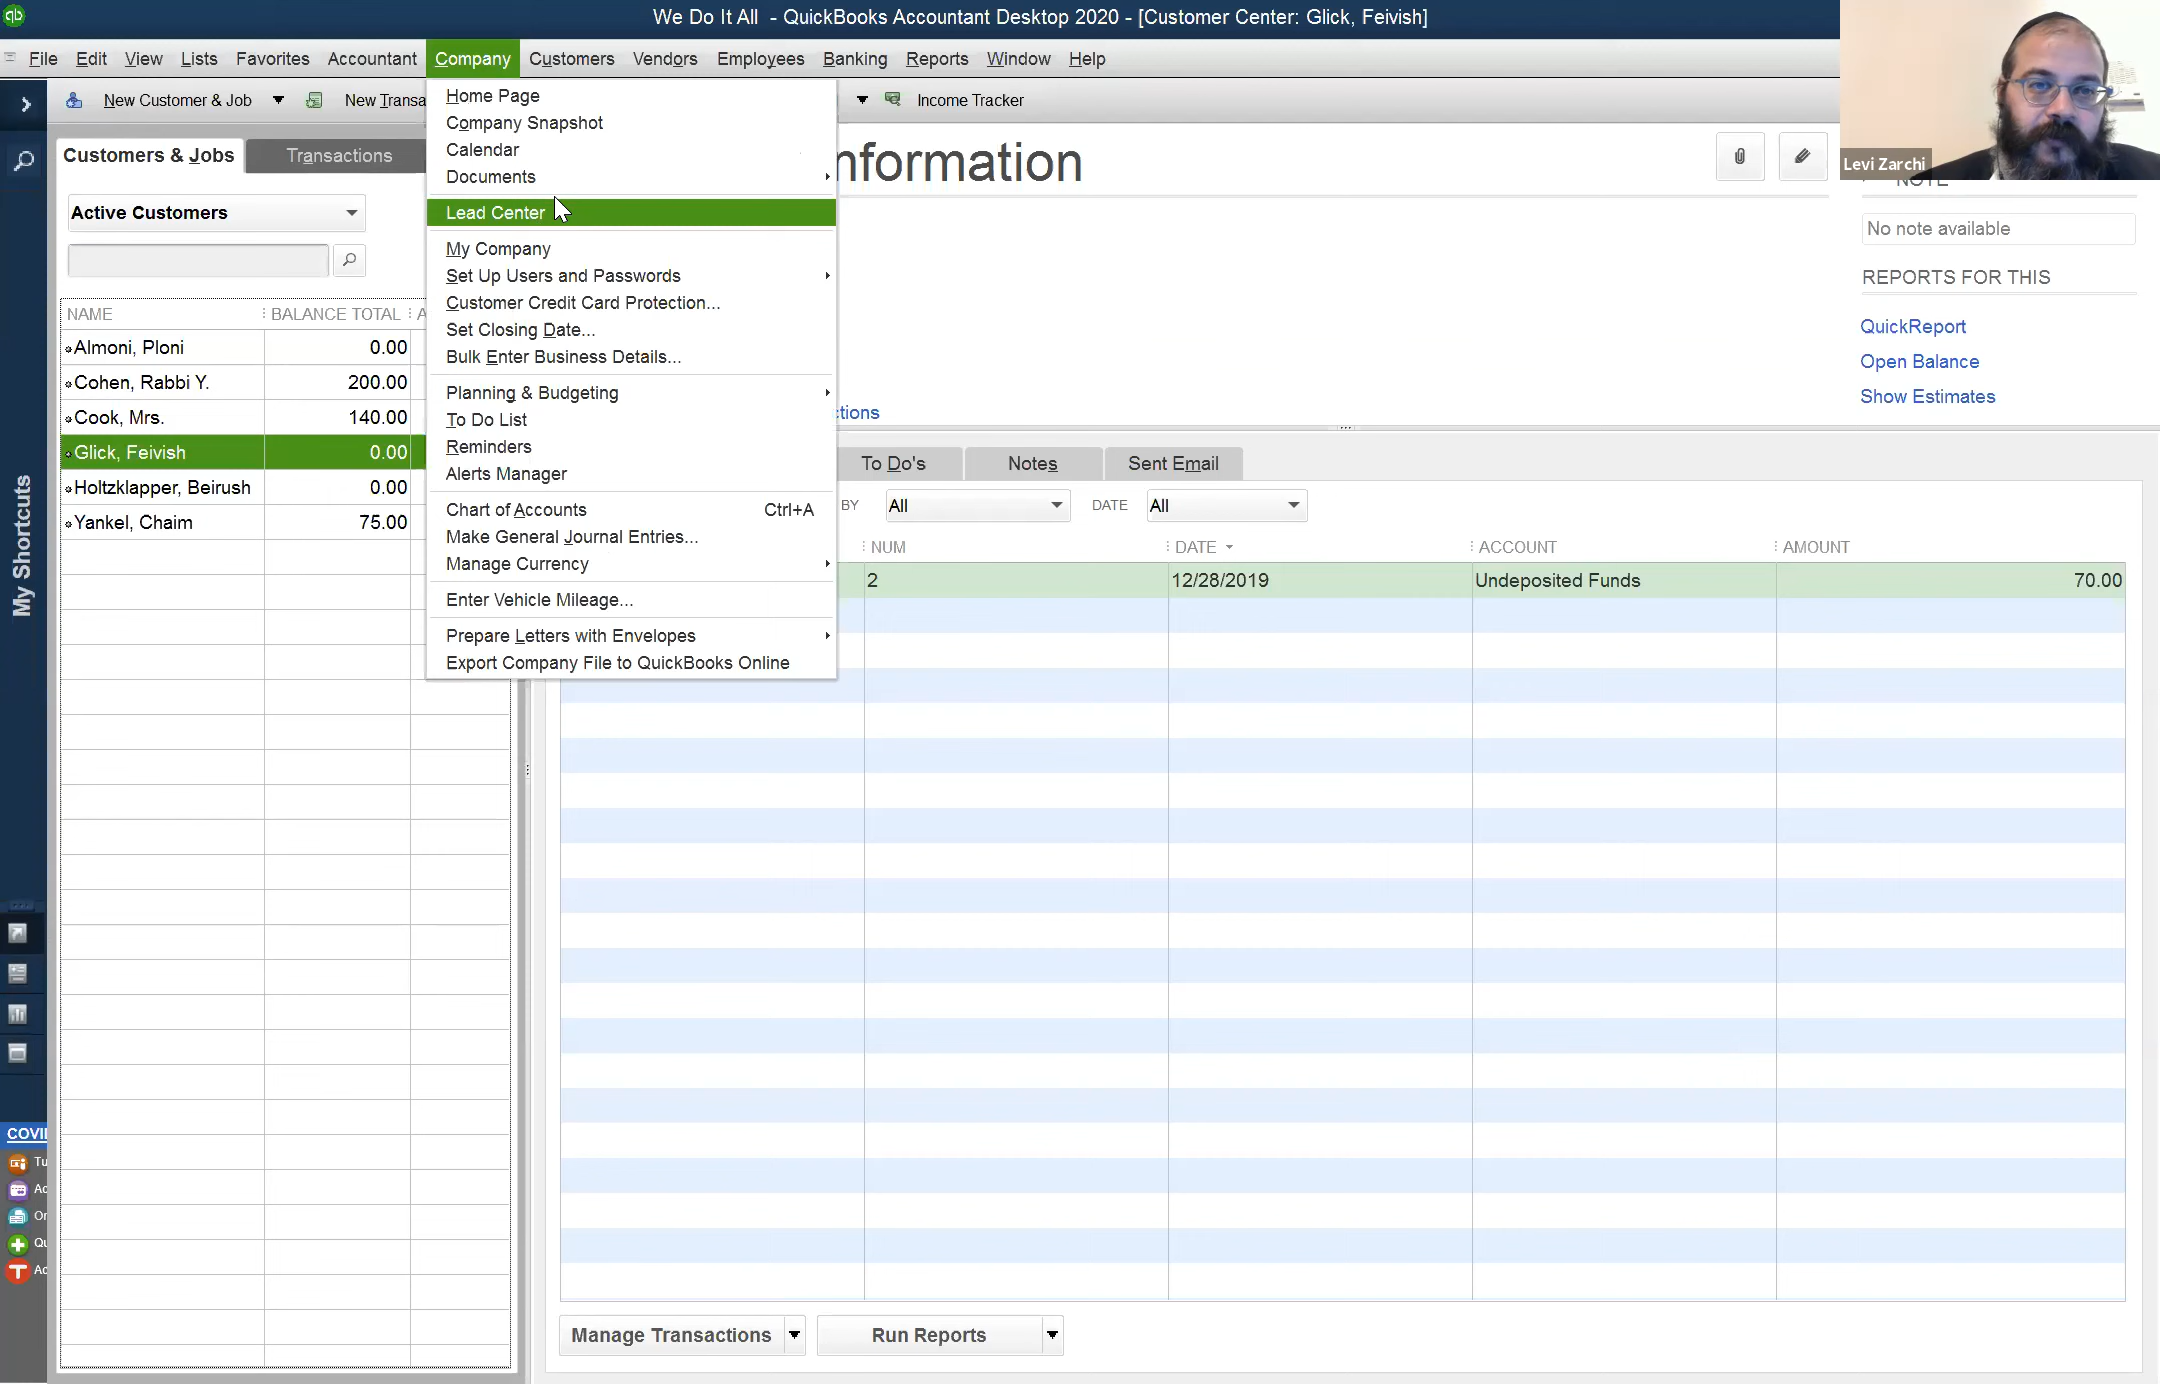 We Do It All - QuickBooks Accountant Desktop 2020 - [Customer Center: Glick, Feivish]
File Edit View Lists Favorites Accountant Company Customers Vendors Employees Banking Reports Window Help
New Customer & Job New Transa Income Tracker
Home Page
Company Snapshot
Calendar
Documents
Lead Center
My Company
Set Up Users and Passwords
Customer Credit Card Protection...
Set Closing Date...
Bulk Enter Business Details...
Planning & Budgeting
To Do List
Reminders
Alerts Manager
Chart of Accounts Ctrl+A
Make General Journal Entries...
Manage Currency
Enter Vehicle Mileage...
Prepare Letters with Envelopes
Export Company File to QuickBooks Online
Customers & Jobs Transactions
Active Customers
NAME BALANCE TOTAL A
Almoni, Ploni 0.00
Cohen, Rabbi Y. 200.00
Cook, Mrs. 140.00
Glick, Feivish 0.00
Holtzklapper, Beirush 0.00
Yankel, Chaim 75.00
My Shortcuts
COVI
Tu
Ac
Or
Qu
Ac
nformation
Levi Zarchi
NOTE
No note available
REPORTS FOR THIS
QuickReport
Open Balance
Show Estimates
ctions
To Do's Notes Sent Email
BY All DATE All
NUM DATE ACCOUNT AMOUNT
2 12/28/2019 Undeposited Funds 70.00
Manage Transactions Run Reports